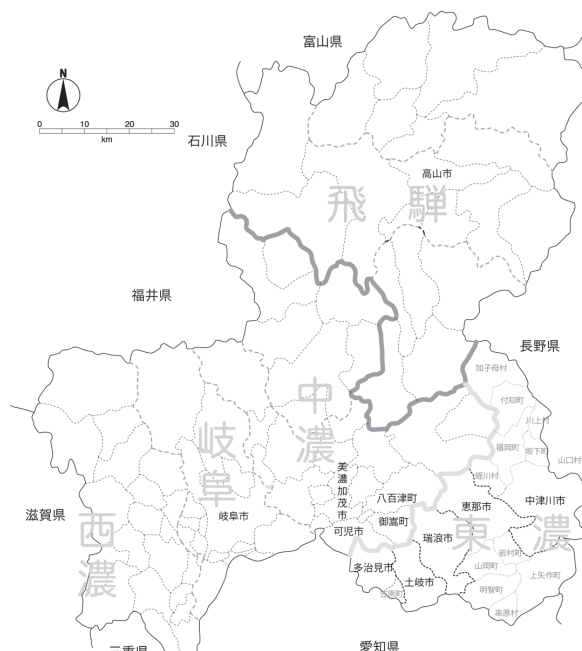 富山県
N
0 10 20 30
km
石川県
高山市
飛騨
福井県
長野県
加子母村
付知町
川上村
中濃
福岡町
坂下町
山口村
岐阜
美濃加茂市
蛭川村
八百津町
恵那市
中津川市
滋賀県
岐阜市
御嵩町
西濃
可児市
瑞浪市
東濃
岩村町
多治見市
山岡町
上矢作町
土岐市
笠原町
明智町
串原村
三重県
愛知県